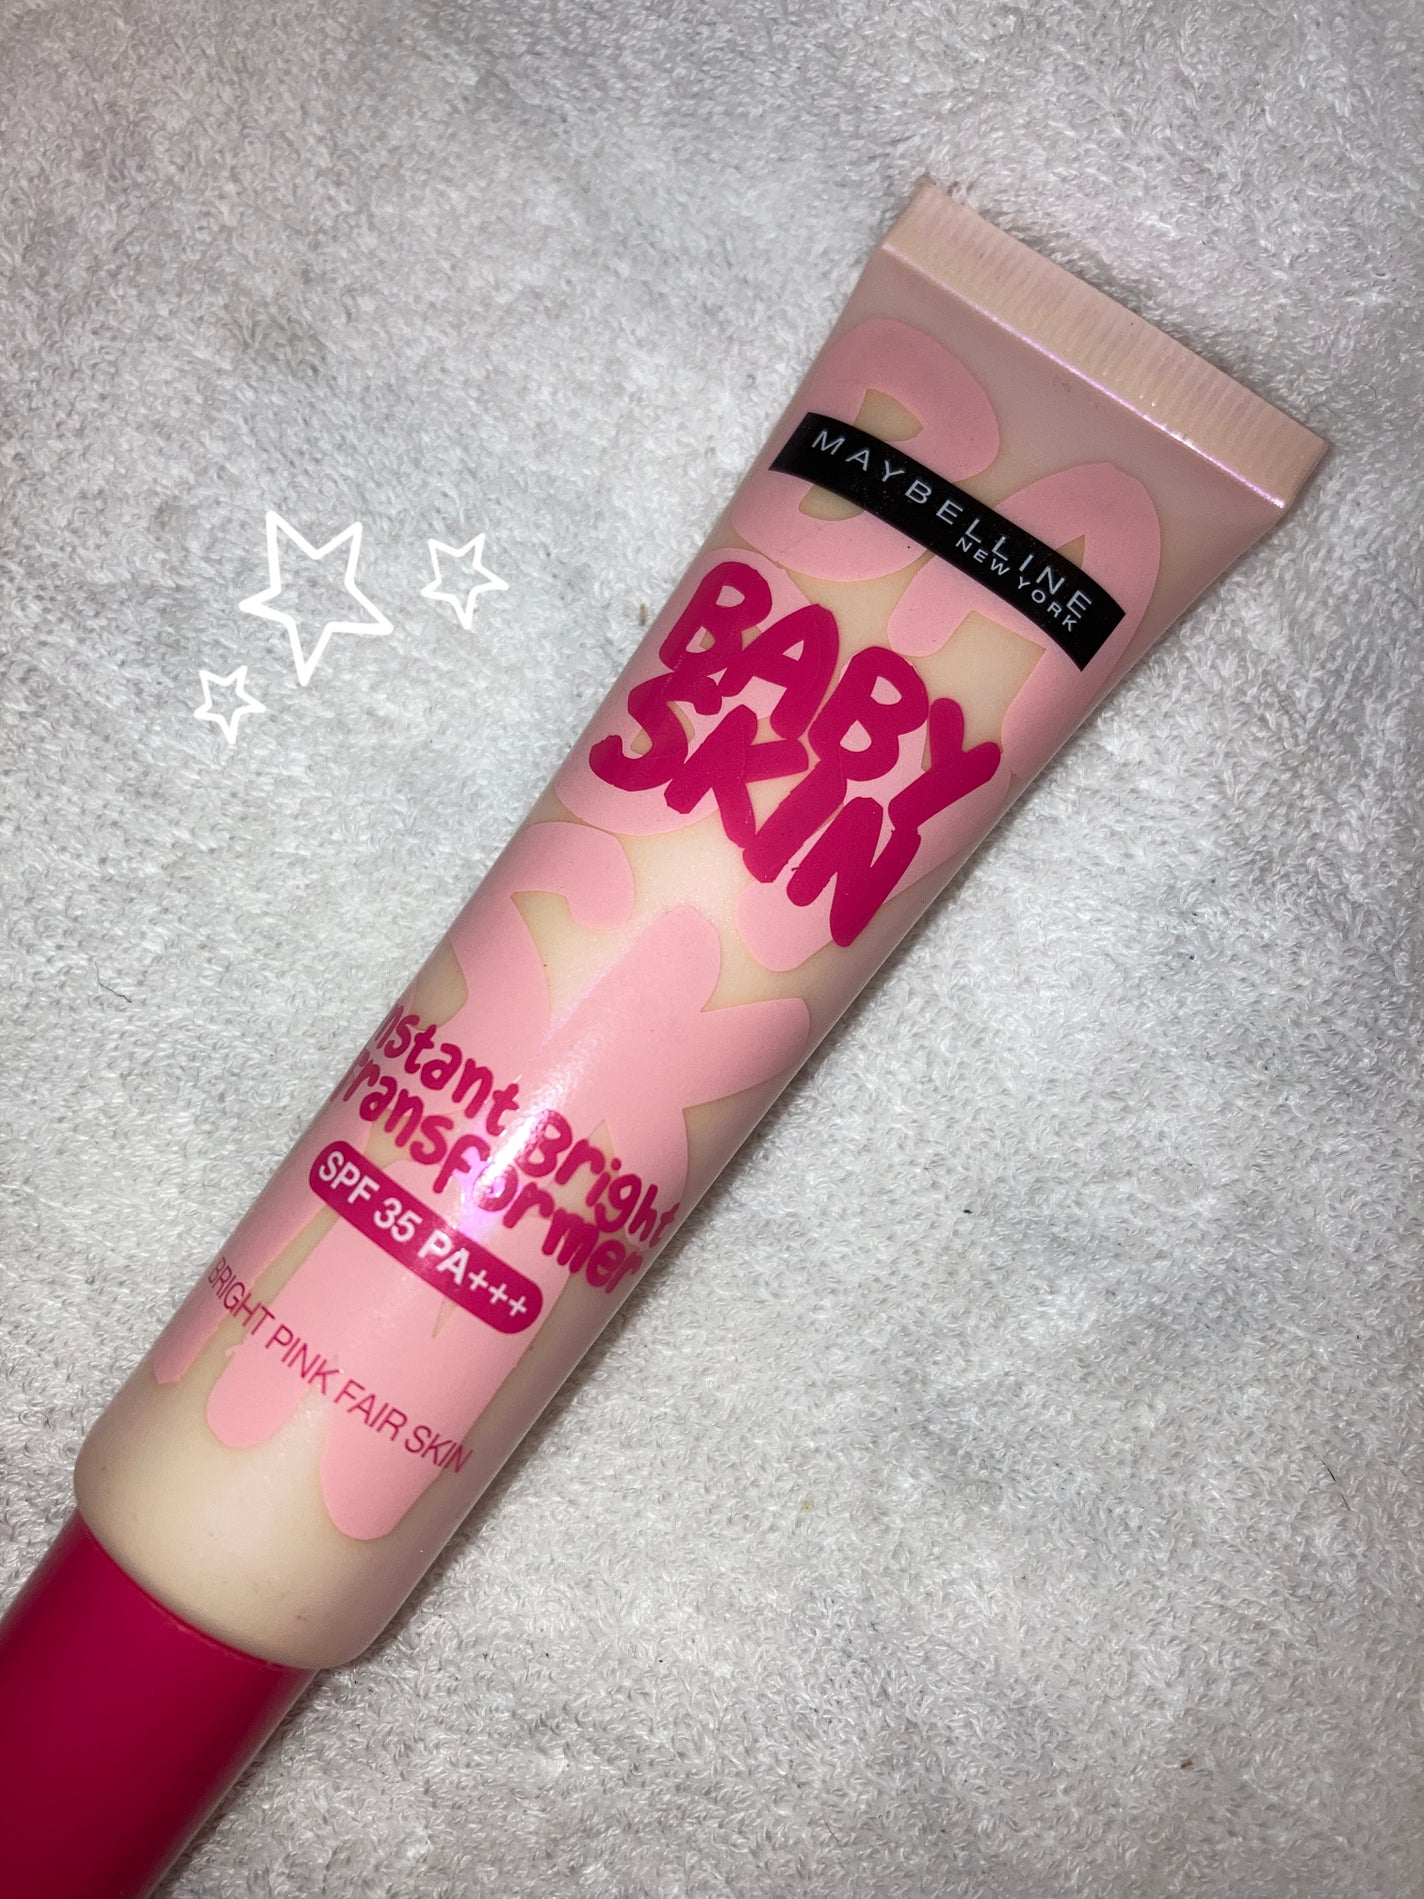 MAYBELLINE
NEW YORK
BABY
SKIN
Instant Bright
Transformer
SPF 35 PA+++
BRIGHT PINK FAIR SKIN